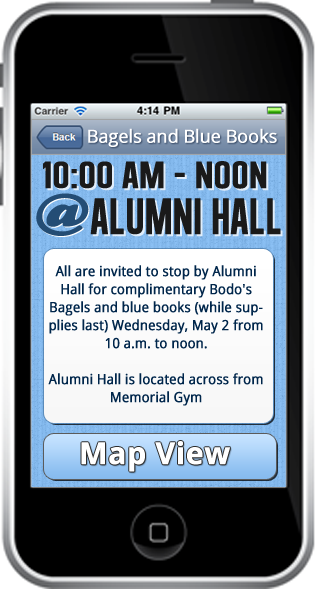 Carrier 4:14 PM
Back Bagels and Blue Books
10:00 AM - NOON
@ALUMNI HALL
All are invited to stop by Alumni
Hall for complimentary Bodo's
Bagels and blue books (while sup-
plies last) Wednesday, May 2 from
10 a.m. to noon.
Alumni Hall is located across from
Memorial Gym
Map View